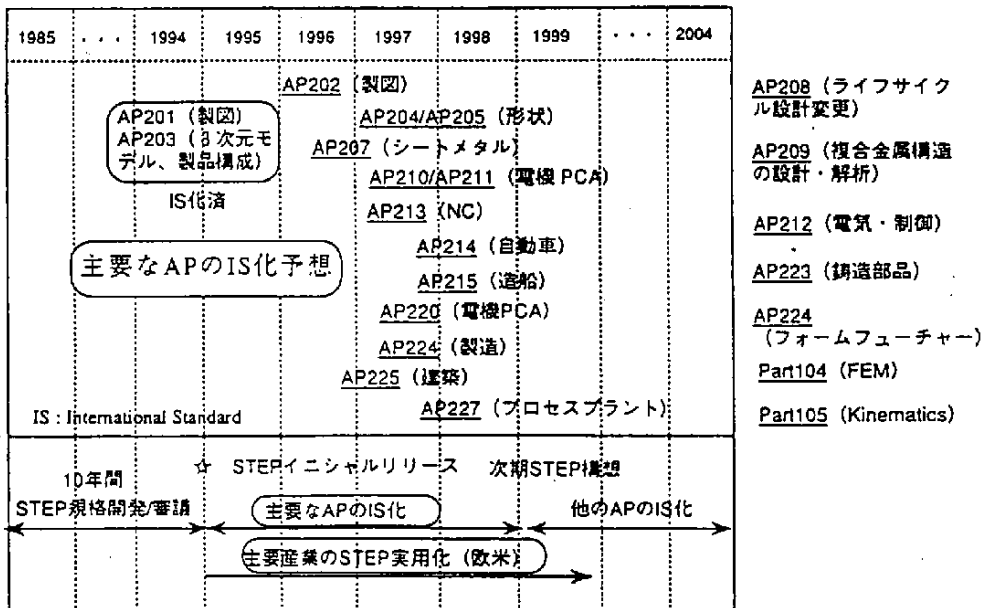 1985 ・・・ 1994 1995 1996 1997 1998 1999 ・・・ 2004
AP202（製図）
AP201（製図）
AP203（3次元モ
デル、製品構成）
IS化済
AP204/AP205（形状）
AP207（シートメタル）
AP210/AP211（電機 PCA）
AP213（NC）
AP214（自動車）
主要なAPのIS化予想
AP215（造船）
AP220（電機PCA）
AP224（製造）
AP225（建築）
AP227（プロセスプラント）
IS : International Standard
AP208（ライフサイク
ル設計変更）
AP209（複合金属構造
の設計・解析）
AP212（電気・制御）
AP223（鋳造部品）
AP224
（フォームフューチャー）
Part104（FEM）
Part105（Kinematics）
☆ STEPイニシャルリリース 次期STEP構想
10年間
STEP規格開発/審議
主要なAPのIS化
他のAPのIS化
主要産業のSTEP実用化（欧米）